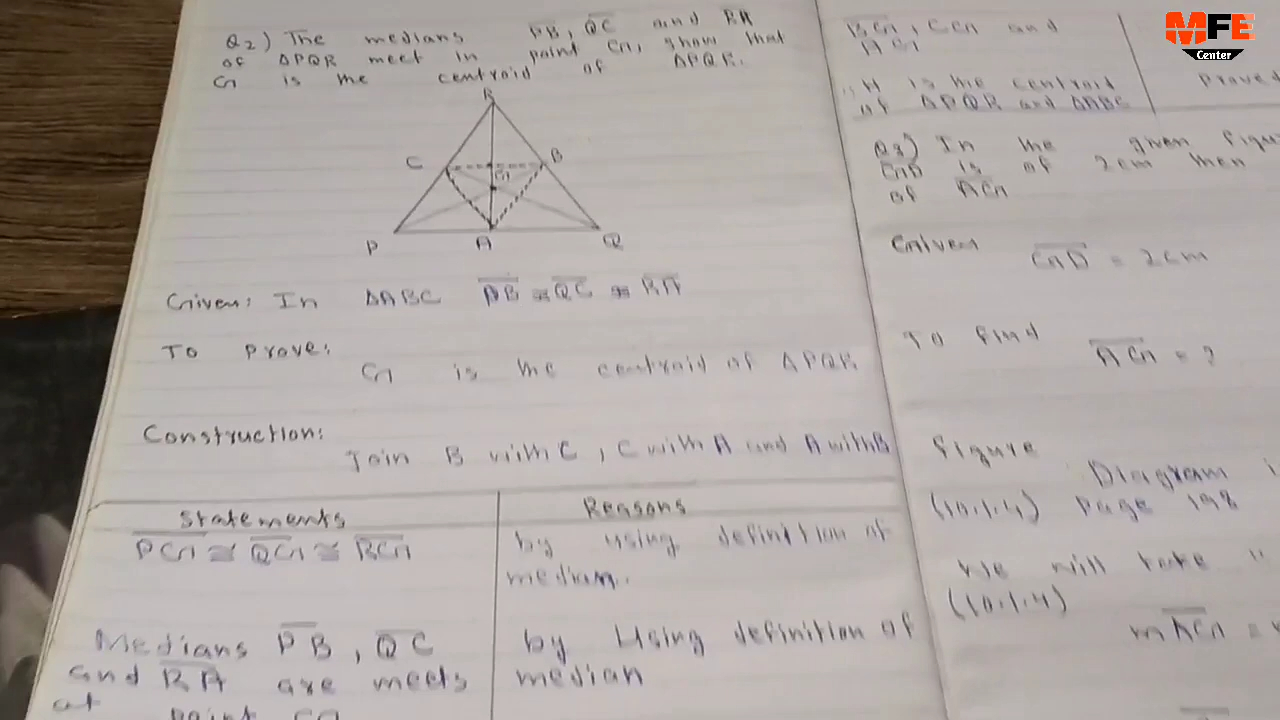 Q2) The medians PB, QC and RA
of ΔPQR meet in point G, show that
G is the centroid of ΔPQR.
R
C
B
G
P
A
Q
Given: In ΔABC PB ≅ QC ≅ RA
To Prove:
G is the centroid of ΔPQR
Construction:
Join B with C, C with A and A with B
Statements
Reasons
PG ≅ QG ≅ RG
by using definition of
median.
Medians PB, QC
and RA are meets
at point G
by Using definition of
median
BG, CG and
AG
∴ It is the centroid
of ΔPQR and ΔABC
Proved
Q3) In the given figu
GD is of 2cm then
of AG
Given
GD = 2cm
To find
AG = ?
Figure
Diagram i
(10.1.4) Page 198
we will take
(10.1.4)
mAG =
MFE
Center